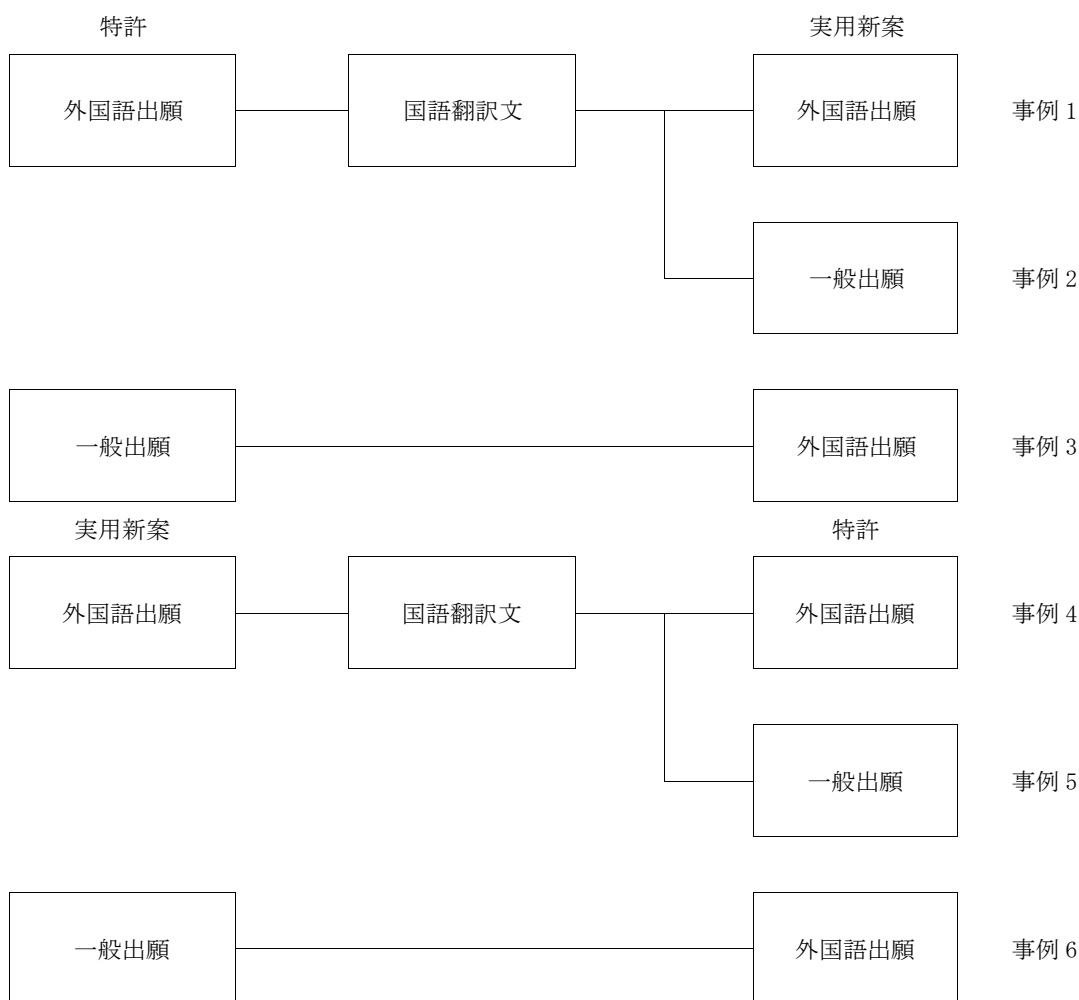 特許 実用新案
外国語出願 国語翻訳文 外国語出願 事例 1
一般出願 事例 2
一般出願 外国語出願 事例 3
実用新案 特許
外国語出願 国語翻訳文 外国語出願 事例 4
一般出願 事例 5
一般出願 外国語出願 事例 6